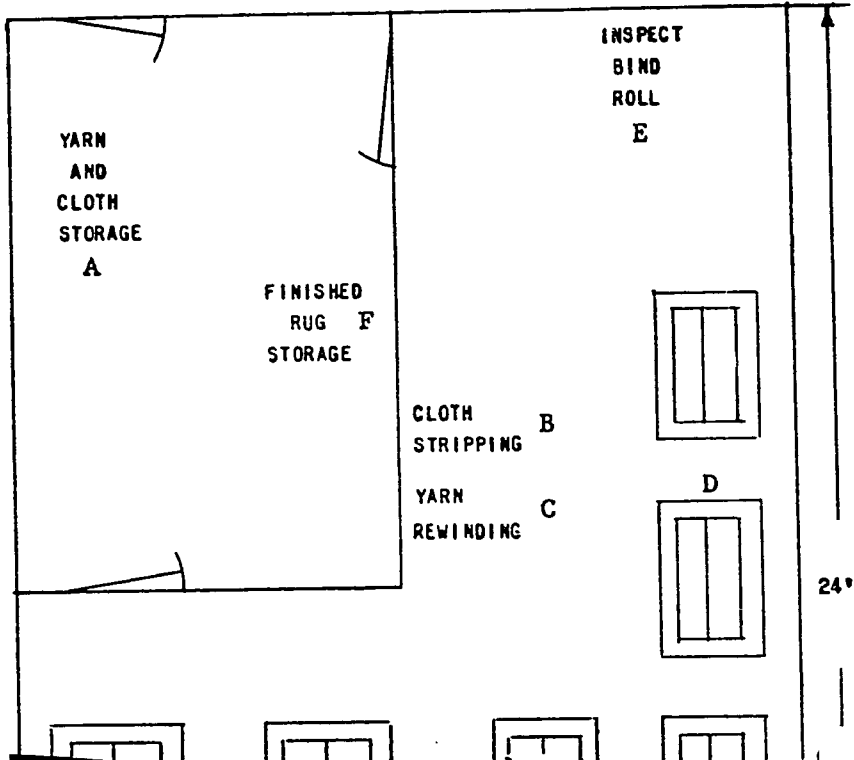 INSPECT
BIND
ROLL
E
YARN
AND
CLOTH
STORAGE
A
FINISHED
RUG F
STORAGE
CLOTH
STRIPPING B
YARN
REWINDING C
D
24'